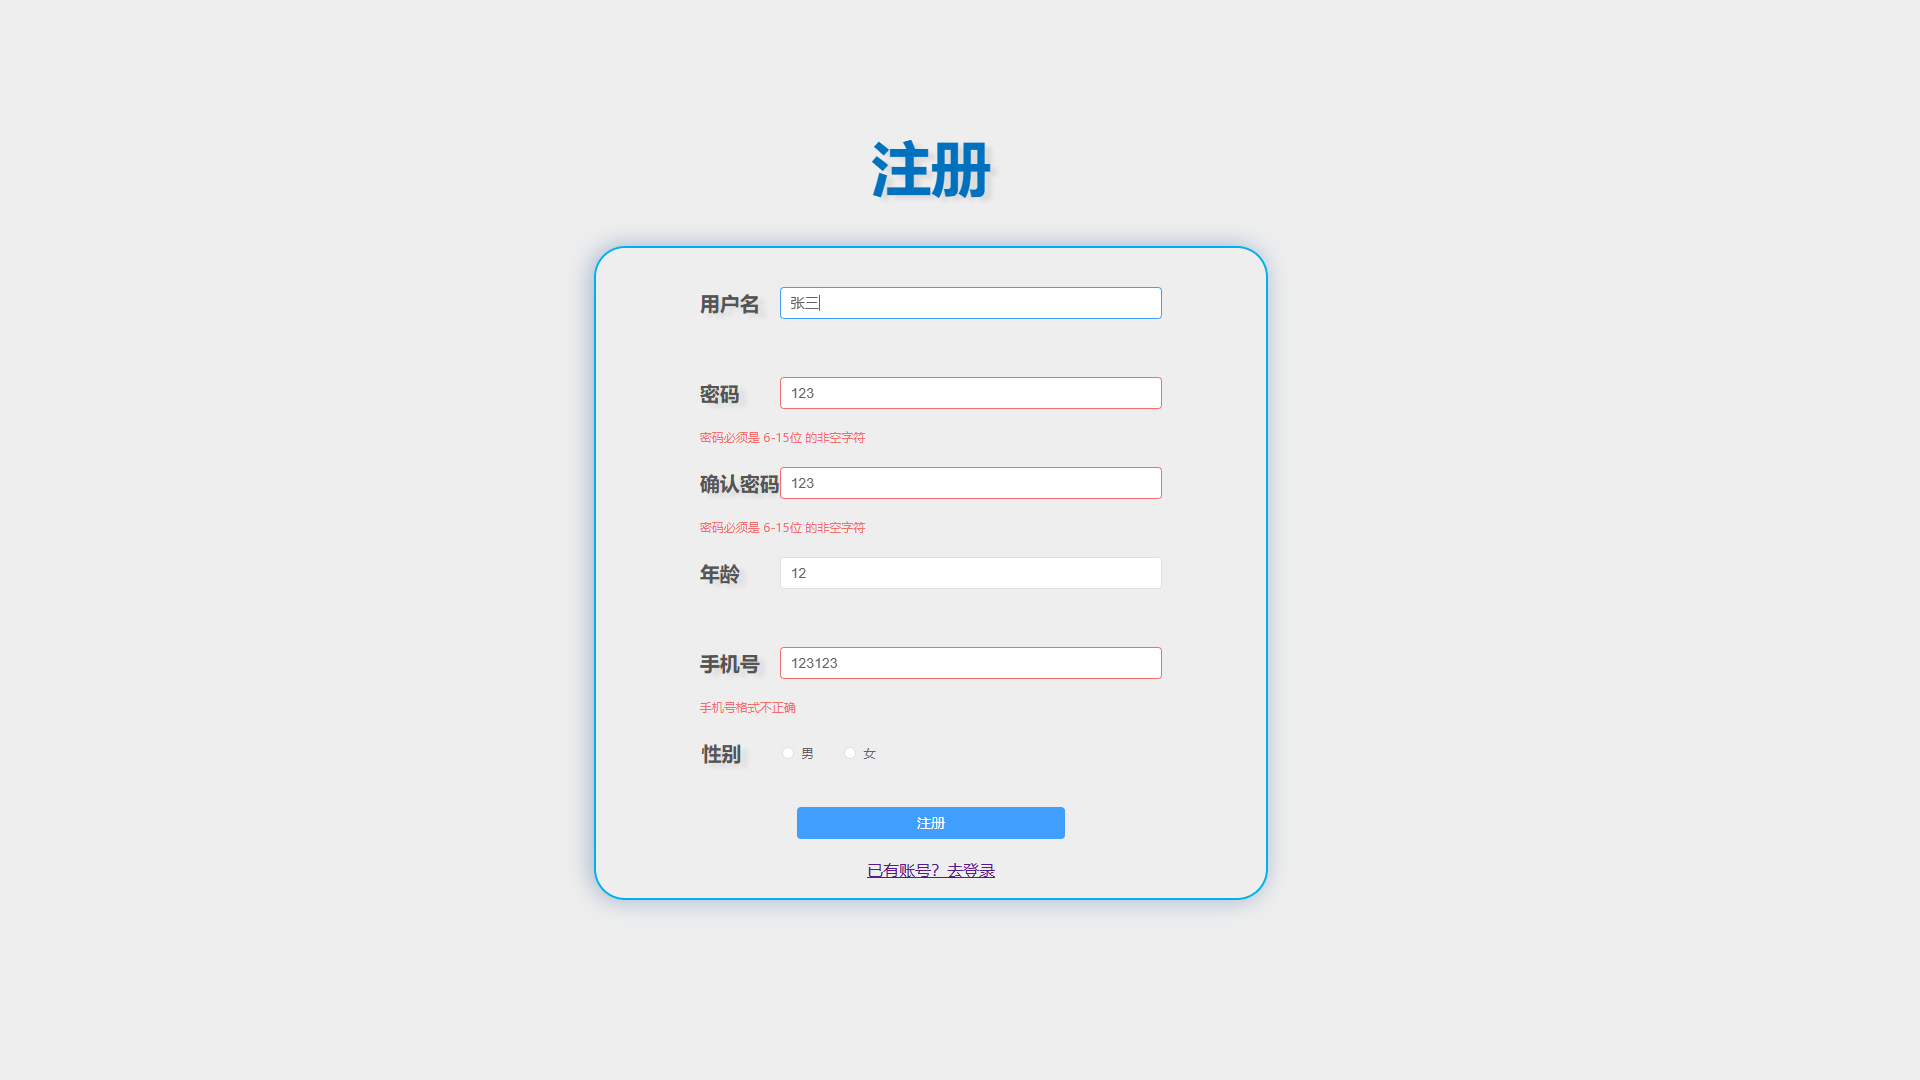 注册
用户名 张三
密码 123
密码必须是 6-15位 的非空字符
确认密码 123
密码必须是 6-15位 的非空字符
年龄 12
手机号 123123
手机号格式不正确
性别 男 女
注册
已有账号？去登录